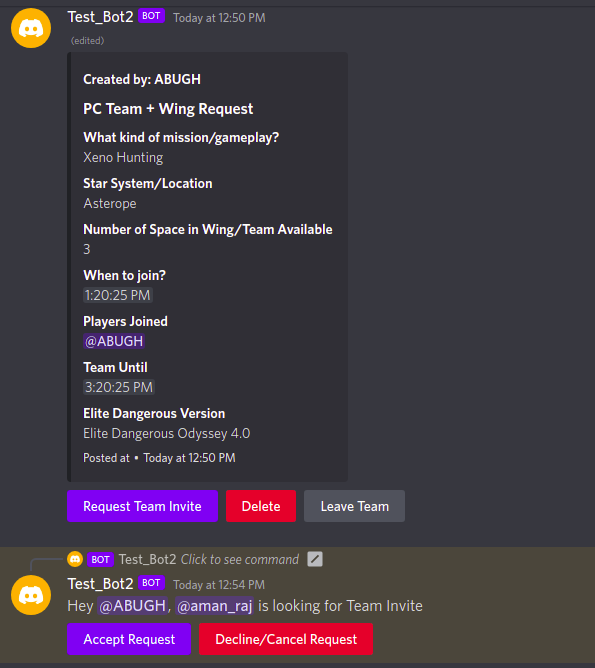 Test_Bot2 BOT Today at 12:50 PM
(edited)
Created by: ABUGH
PC Team + Wing Request
What kind of mission/gameplay?
Xeno Hunting
Star System/Location
Asterope
Number of Space in Wing/Team Available
3
When to join?
1:20:25 PM
Players Joined
@ABUGH
Team Until
3:20:25 PM
Elite Dangerous Version
Elite Dangerous Odyssey 4.0
Posted at • Today at 12:50 PM
Request Team Invite Delete Leave Team
BOT Test_Bot2 Click to see command
Test_Bot2 BOT Today at 12:54 PM
Hey @ABUGH, @aman_raj is looking for Team Invite
Accept Request Decline/Cancel Request